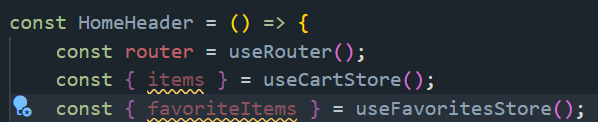 const HomeHeader = () => {
const router = useRouter();
const { items } = useCartStore();
const { favoriteItems } = useFavoritesStore();